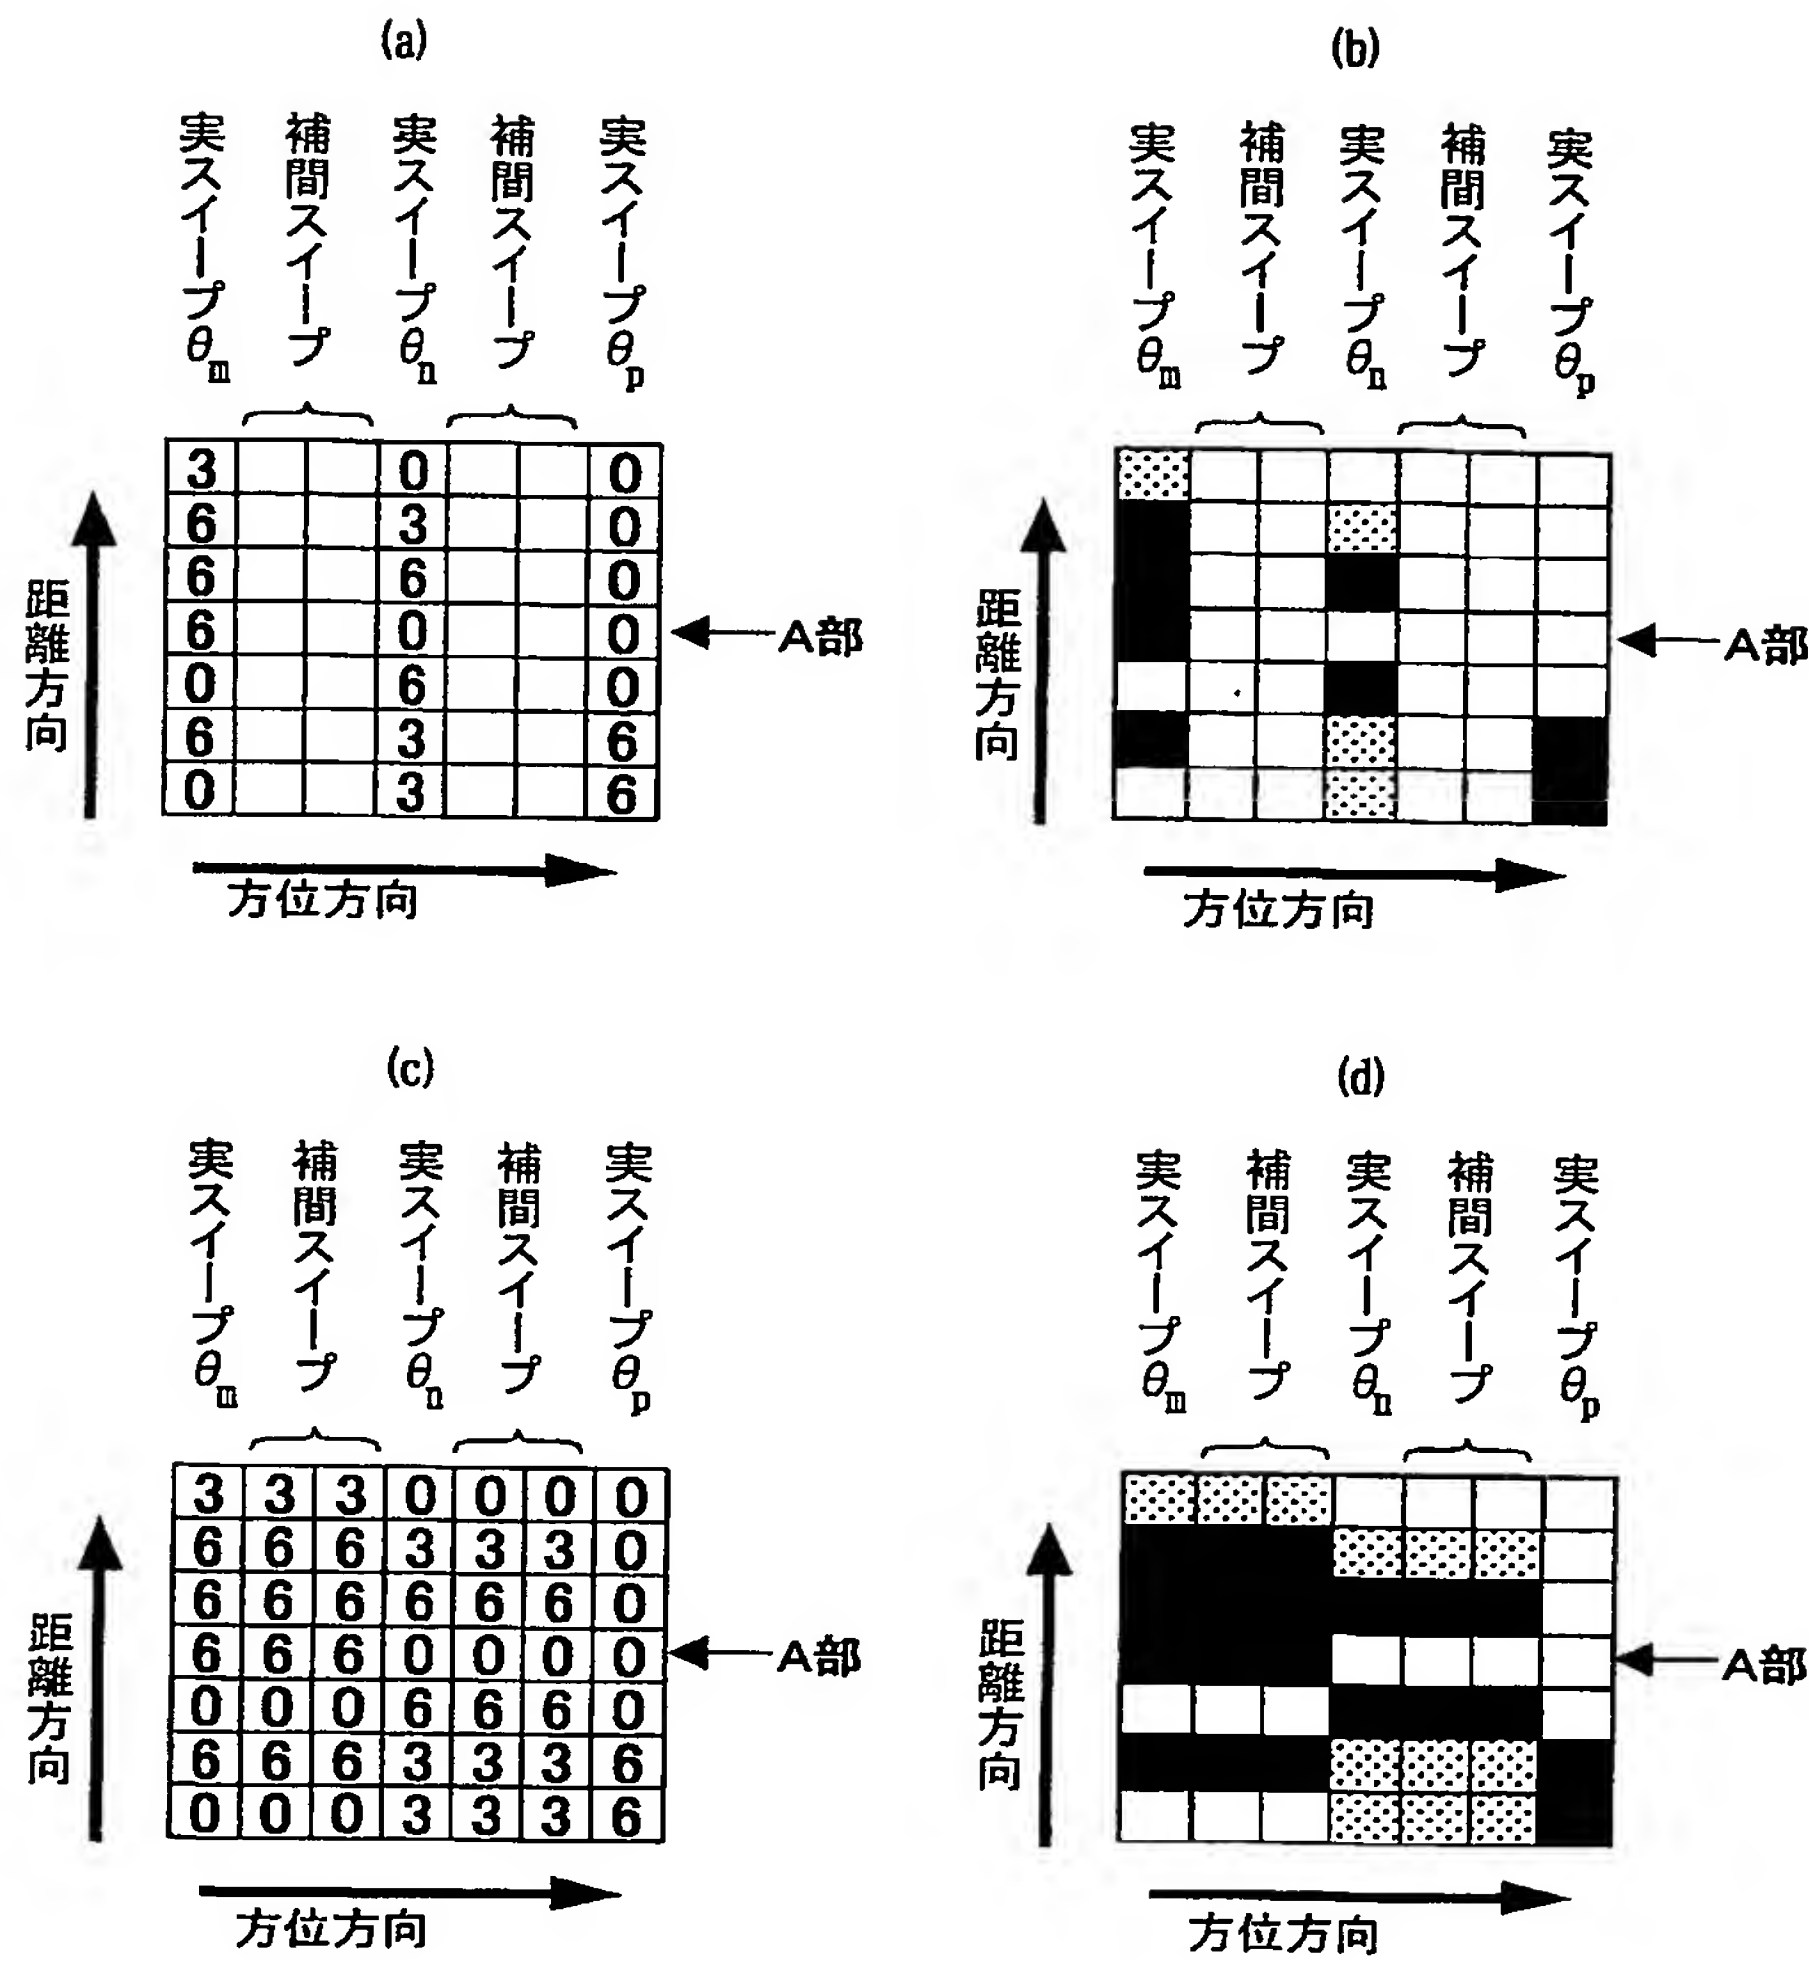 (a)
実スイープθm
補間スイープ
実スイープθn
補間スイープ
実スイープθp
3 0 0
6 3 0
6 6 0
6 0 0
0 6 0
6 3 6
0 3 6
距離方向
A部
方位方向
(b)
実スイープθm
補間スイープ
実スイープθn
補間スイープ
実スイープθp
距離方向
A部
方位方向
(c)
実スイープθm
補間スイープ
実スイープθn
補間スイープ
実スイープθp
3 3 3 0 0 0 0
6 6 6 3 3 3 0
6 6 6 6 6 6 0
6 6 6 0 0 0 0
0 0 0 6 6 6 0
6 6 6 3 3 3 6
0 0 0 3 3 3 6
距離方向
A部
方位方向
(d)
実スイープθm
補間スイープ
実スイープθn
補間スイープ
実スイープθp
距離方向
A部
方位方向